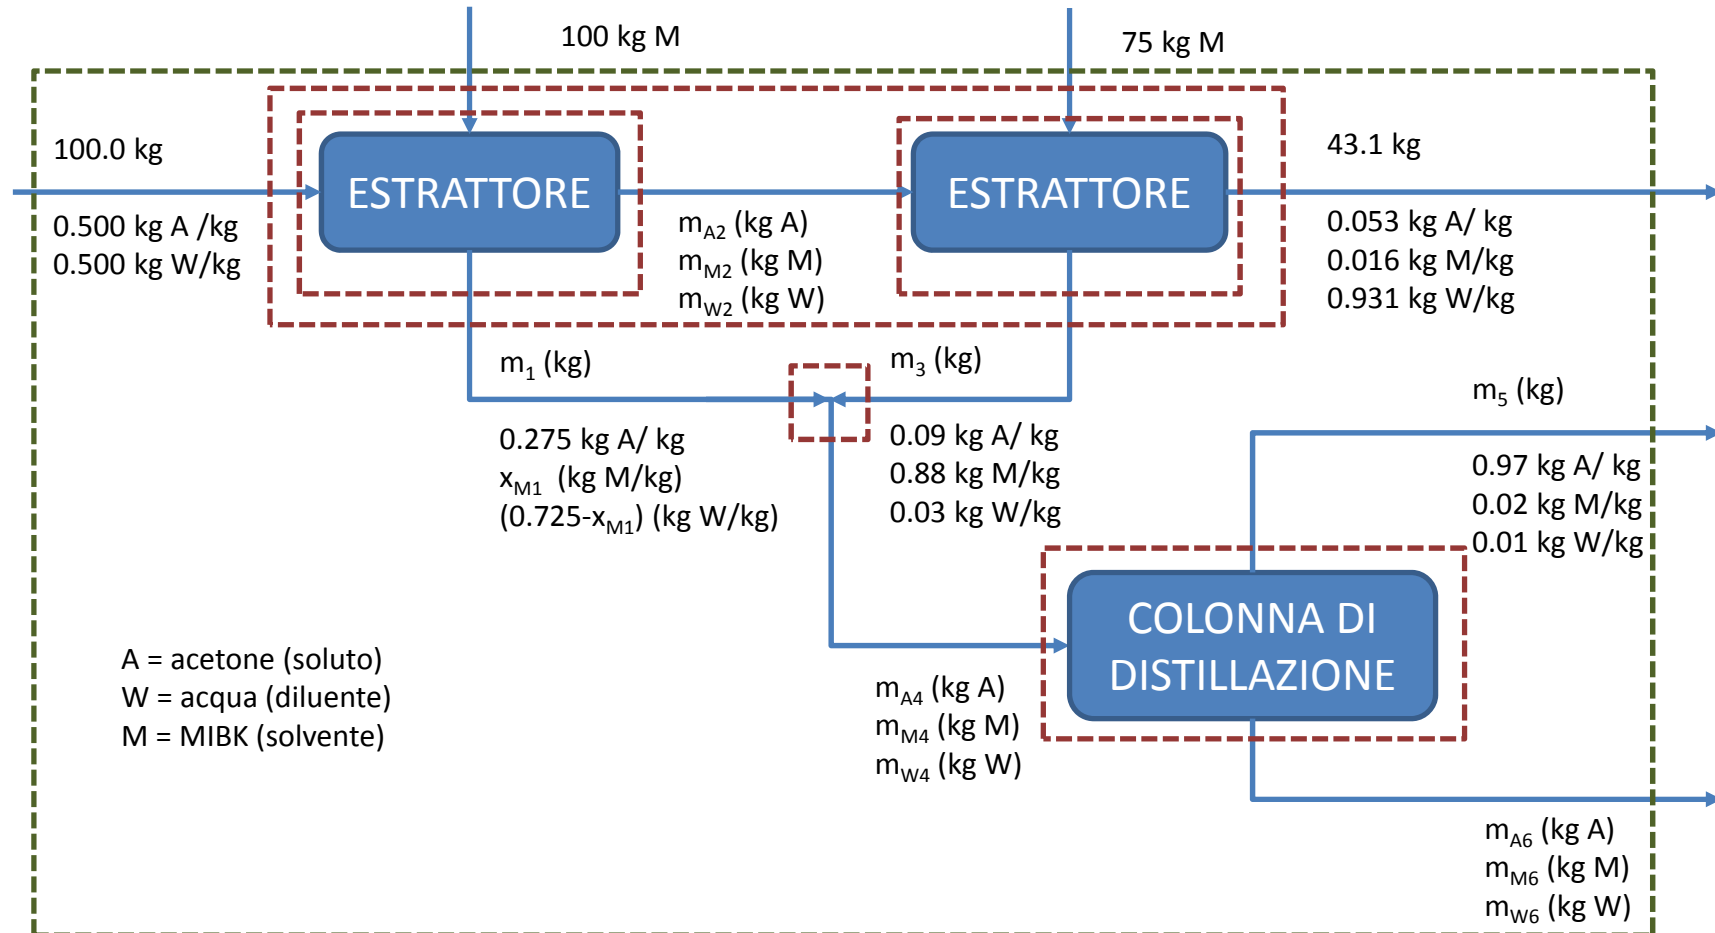 100 kg M
75 kg M
100.0 kg
0.500 kg A /kg
0.500 kg W/kg
ESTRATTORE
m_A2 (kg A)
m_M2 (kg M)
m_W2 (kg W)
ESTRATTORE
43.1 kg
0.053 kg A/ kg
0.016 kg M/kg
0.931 kg W/kg
m_1 (kg)
0.275 kg A/ kg
x_M1 (kg M/kg)
(0.725-x_M1) (kg W/kg)
m_3 (kg)
0.09 kg A/ kg
0.88 kg M/kg
0.03 kg W/kg
m_5 (kg)
0.97 kg A/ kg
0.02 kg M/kg
0.01 kg W/kg
COLONNA DI
DISTILLAZIONE
A = acetone (soluto)
W = acqua (diluente)
M = MIBK (solvente)
m_A4 (kg A)
m_M4 (kg M)
m_W4 (kg W)
m_A6 (kg A)
m_M6 (kg M)
m_W6 (kg W)